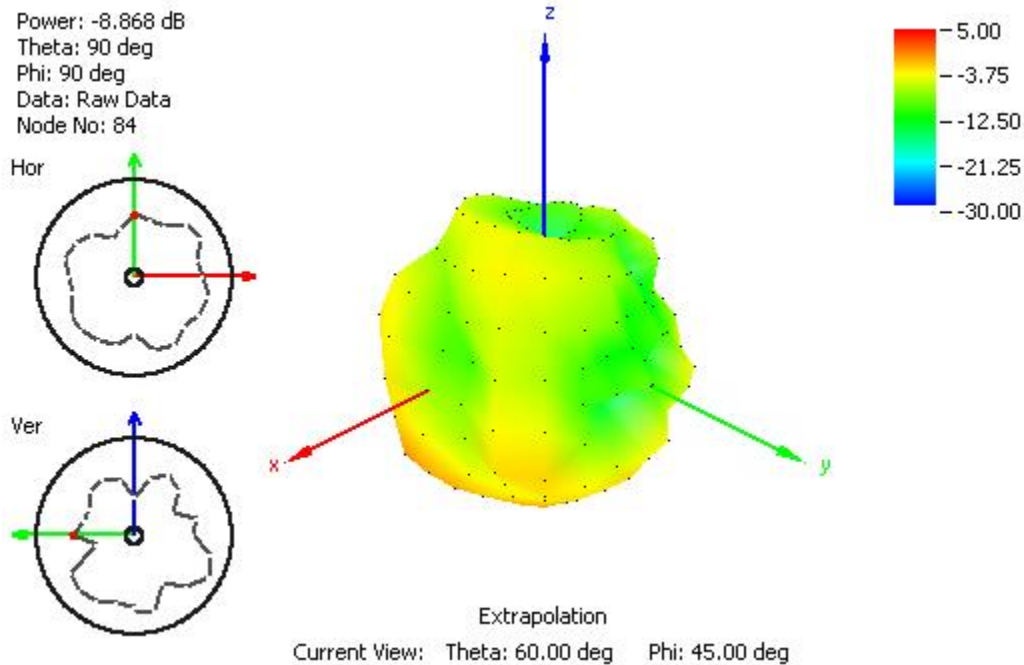 Power: -8.868 dB
Theta: 90 deg
Phi: 90 deg
Data: Raw Data
Node No: 84
Hor
Ver
z
x
y
5.00
-3.75
-12.50
-21.25
-30.00
Extrapolation
Current View: Theta: 60.00 deg Phi: 45.00 deg